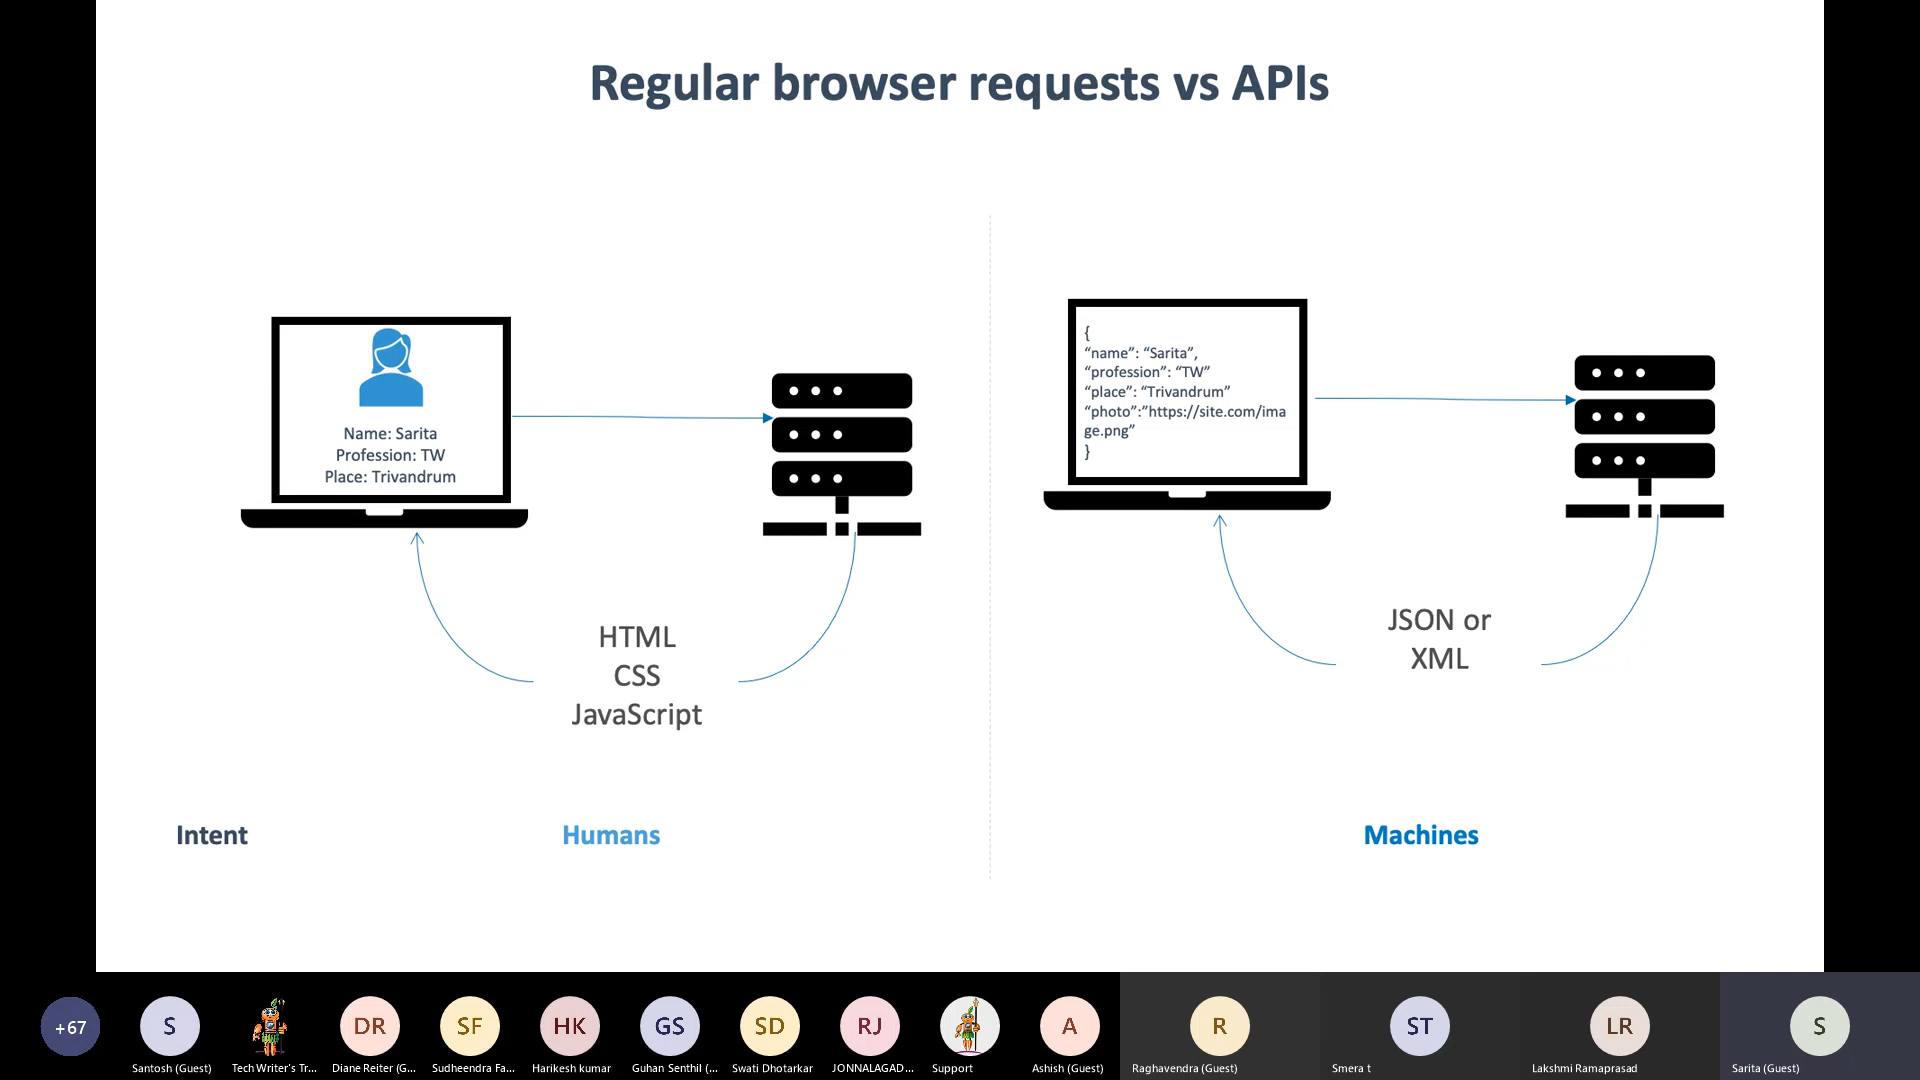 Regular browser requests vs APIs
Name: Sarita
Profession: TW
Place: Trivandrum
HTML
CSS
JavaScript
{
“name”: “Sarita”,
“profession”: “TW”
“place”: “Trivandrum”
“photo”:”https://site.com/ima
ge.png”
}
JSON or
XML
Intent
Humans
Machines
+67
S
DR
SF
HK
GS
SD
RJ
A
R
ST
LR
S
Santosh (Guest)
Tech Writer's Tr...
Diane Reiter (G...
Sudheendra Fa...
Harikesh kumar
Guhan Senthil (...
Swati Dhotarkar
JONNALAGAD...
Support
Ashish (Guest)
Raghavendra (Guest)
Smera t
Lakshmi Ramaprasad
Sarita (Guest)